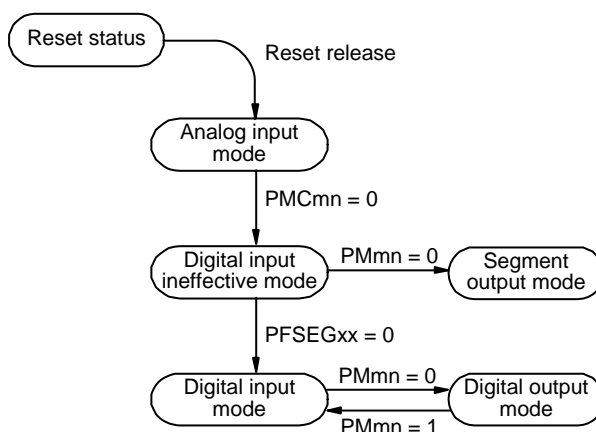 Reset status
Reset release
Analog input
mode
PMCmn = 0
Digital input
ineffective mode
PMmn = 0
Segment
output mode
PFSEGxx = 0
Digital input
mode
PMmn = 0
Digital output
mode
PMmn = 1